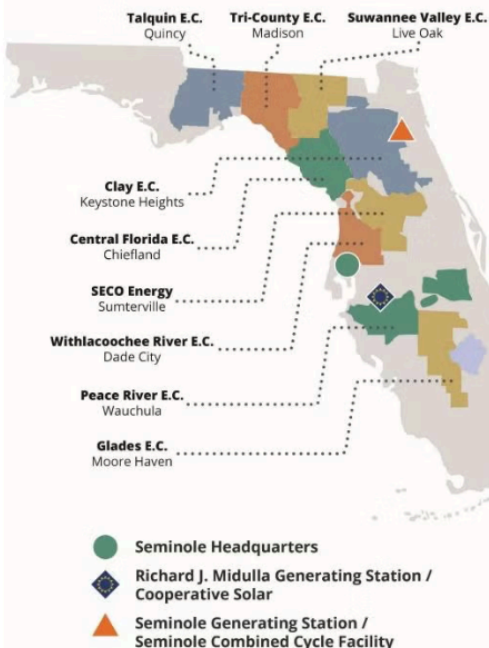 Talquin E.C.
Quincy
Tri-County E.C.
Madison
Suwannee Valley E.C.
Live Oak
Clay E.C.
Keystone Heights
Central Florida E.C.
Chiefland
SECO Energy
Sumterville
Withlacoochee River E.C.
Dade City
Peace River E.C.
Wauchula
Glades E.C.
Moore Haven
Seminole Headquarters
Richard J. Midulla Generating Station /
Cooperative Solar
Seminole Generating Station /
Seminole Combined Cycle Facility